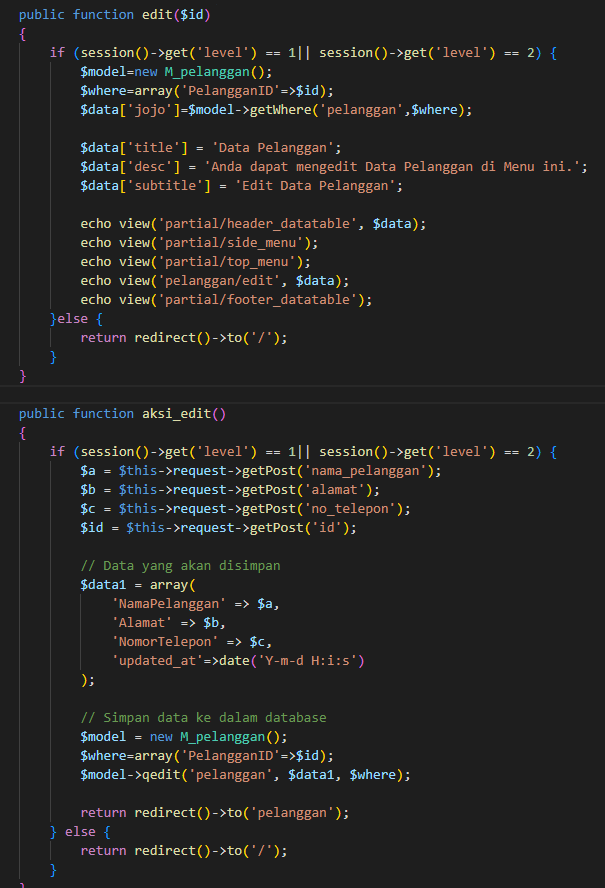 public function edit($id)
{
if (session()->get('level') == 1|| session()->get('level') == 2) {
$model=new M_pelanggan();
$where=array('PelangganID'=>$id);
$data['jojo']=$model->getWhere('pelanggan',$where);
$data['title'] = 'Data Pelanggan';
$data['desc'] = 'Anda dapat mengedit Data Pelanggan di Menu ini.';
$data['subtitle'] = 'Edit Data Pelanggan';
echo view('partial/header_datatable', $data);
echo view('partial/side_menu');
echo view('partial/top_menu');
echo view('pelanggan/edit', $data);
echo view('partial/footer_datatable');
}else {
return redirect()->to('/');
}
}
public function aksi_edit()
{
if (session()->get('level') == 1|| session()->get('level') == 2) {
$a = $this->request->getPost('nama_pelanggan');
$b = $this->request->getPost('alamat');
$c = $this->request->getPost('no_telepon');
$id = $this->request->getPost('id');
// Data yang akan disimpan
$data1 = array(
'NamaPelanggan' => $a,
'Alamat' => $b,
'NomorTelepon' => $c,
'updated_at'=>date('Y-m-d H:i:s')
);
// Simpan data ke dalam database
$model = new M_pelanggan();
$where=array('PelangganID'=>$id);
$model->qedit('pelanggan', $data1, $where);
return redirect()->to('pelanggan');
} else {
return redirect()->to('/');
}
}